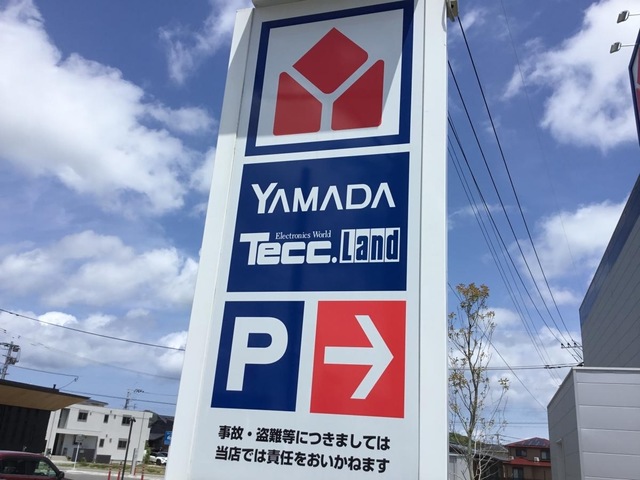 YAMADA
Electronics World
Tecc.Land
P
事故・盗難等につきましては
当店では責任をおいかねます